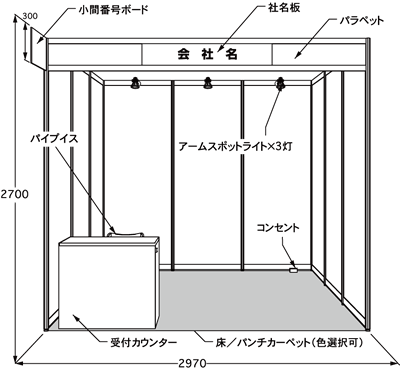 小間番号ボード
社名板
300
パラペット
会社名
パイプイス
アームスポットライト×3灯
2700
コンセント
受付カウンター
床／パンチカーペット(色選択可)
2970